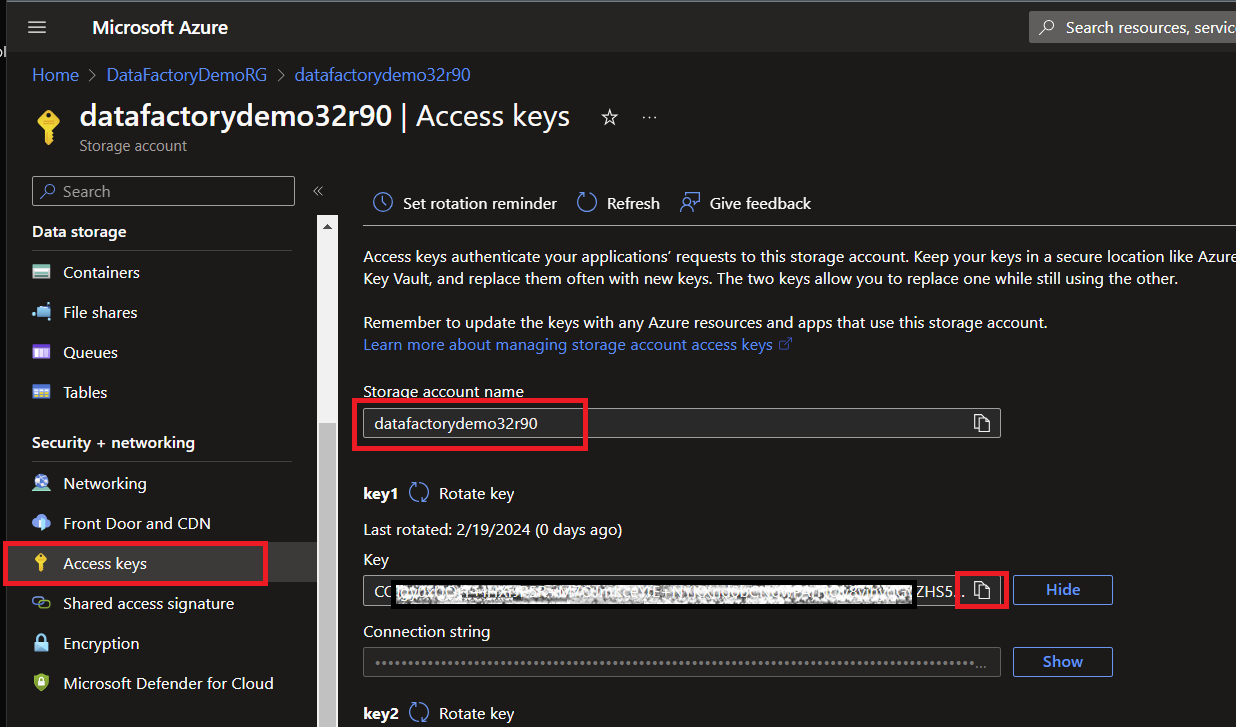 Microsoft Azure
Search resources, servic
Home > DataFactoryDemoRG > datafactorydemo32r90
datafactorydemo32r90 | Access keys
Storage account
Search
Set rotation reminder
Refresh
Give feedback
Data storage
Containers
File shares
Queues
Tables
Security + networking
Networking
Front Door and CDN
Access keys
Shared access signature
Encryption
Microsoft Defender for Cloud
Access keys authenticate your applications’ requests to this storage account. Keep your keys in a secure location like Azure
Key Vault, and replace them often with new keys. The two keys allow you to replace one while still using the other.
Remember to update the keys with any Azure resources and apps that use this storage account.
Learn more about managing storage account access keys
Storage account name
datafactorydemo32r90
key1 Rotate key
Last rotated: 2/19/2024 (0 days ago)
Key
ZHS5...
Hide
Connection string
Show
key2 Rotate key